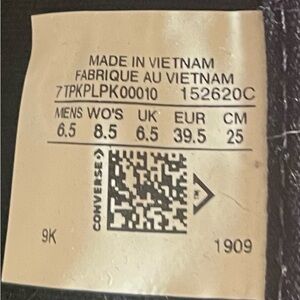 MADE IN VIETNAM
FABRIQUE AU VIETNAM
7TPKPLPK00010 152620C
MENS WO'S UK EUR CM
6.5 8.5 6.5 39.5 25
CONVERSE
9K 1909